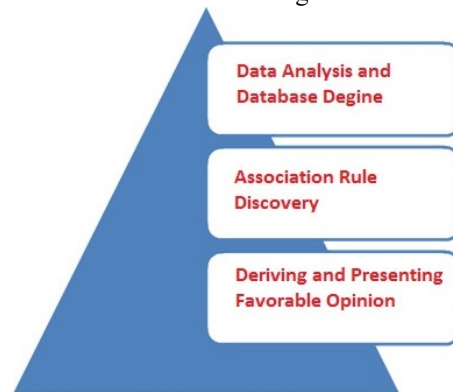 Data Analysis and
Database Degine
Association Rule
Discovery
Deriving and Presenting
Favorable Opinion